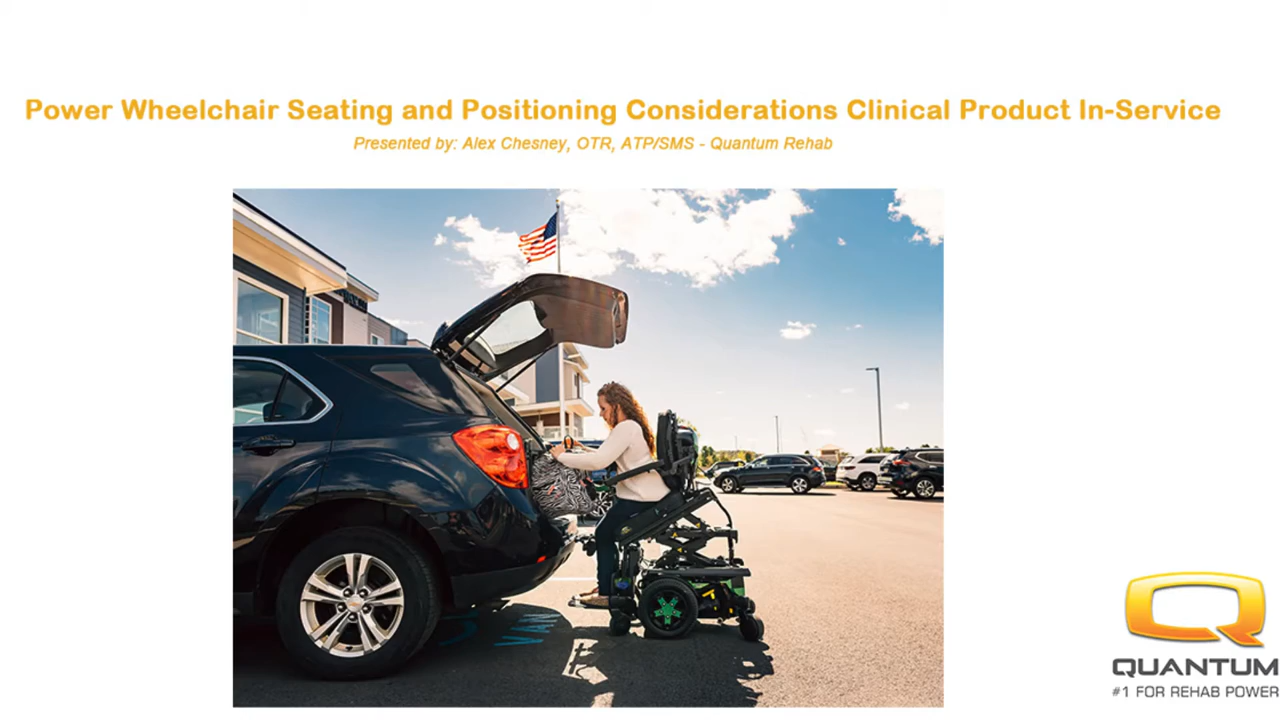 Power Wheelchair Seating and Positioning Considerations Clinical Product In-Service
Presented by: Alex Chesney, OTR, ATP/SMS - Quantum Rehab
VAN
QUANTUM
#1 FOR REHAB POWER